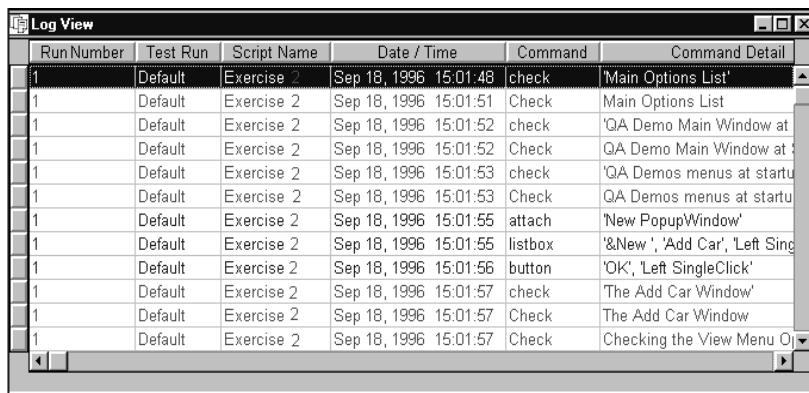 Log View
Run Number Test Run Script Name Date / Time Command Command Detail
1 Default Exercise 2 Sep 18, 1996 15:01:48 check 'Main Options List'
1 Default Exercise 2 Sep 18, 1996 15:01:51 Check Main Options List
1 Default Exercise 2 Sep 18, 1996 15:01:52 check 'QA Demo Main Window at
1 Default Exercise 2 Sep 18, 1996 15:01:52 Check QA Demo Main Window at
1 Default Exercise 2 Sep 18, 1996 15:01:53 check 'QA Demos menus at startu
1 Default Exercise 2 Sep 18, 1996 15:01:53 Check QA Demos menus at startu
1 Default Exercise 2 Sep 18, 1996 15:01:55 attach 'New PopupWindow'
1 Default Exercise 2 Sep 18, 1996 15:01:55 listbox '&New ', 'Add Car', 'Left Sing
1 Default Exercise 2 Sep 18, 1996 15:01:56 button 'OK', 'Left SingleClick'
1 Default Exercise 2 Sep 18, 1996 15:01:57 check 'The Add Car Window'
1 Default Exercise 2 Sep 18, 1996 15:01:57 Check The Add Car Window
1 Default Exercise 2 Sep 18, 1996 15:01:57 Check Checking the View Menu